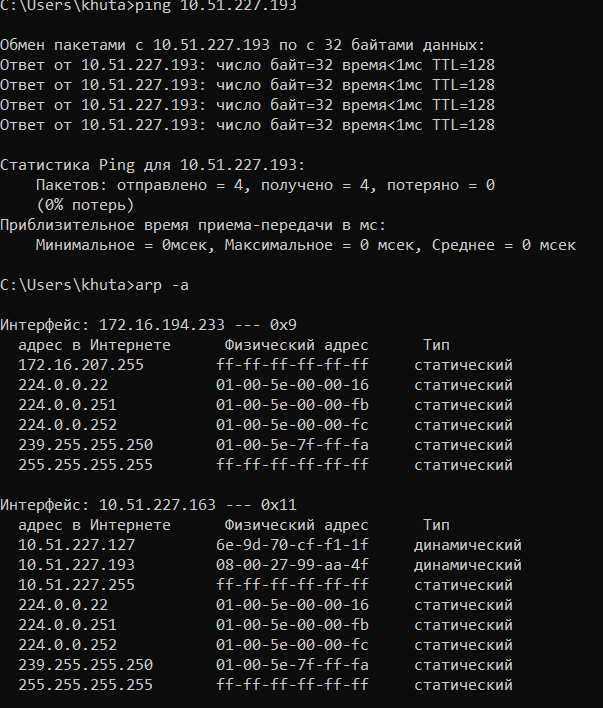 C:\Users\khuta>ping 10.51.227.193
Обмен пакетами с 10.51.227.193 по с 32 байтами данных:
Ответ от 10.51.227.193: число байт=32 время<1мс TTL=128
Ответ от 10.51.227.193: число байт=32 время<1мс TTL=128
Ответ от 10.51.227.193: число байт=32 время<1мс TTL=128
Ответ от 10.51.227.193: число байт=32 время<1мс TTL=128
Статистика Ping для 10.51.227.193:
    Пакетов: отправлено = 4, получено = 4, потеряно = 0
    (0% потерь)
Приблизительное время приема-передачи в мс:
    Минимальное = 0мсек, Максимальное = 0 мсек, Среднее = 0 мсек
C:\Users\khuta>arp -a
Интерфейс: 172.16.194.233 --- 0x9
  адрес в Интернете      Физический адрес      Тип
  172.16.207.255        ff-ff-ff-ff-ff-ff     статический
  224.0.0.22            01-00-5e-00-00-16     статический
  224.0.0.251           01-00-5e-00-00-fb     статический
  224.0.0.252           01-00-5e-00-00-fc     статический
  239.255.255.250       01-00-5e-7f-ff-fa     статический
  255.255.255.255       ff-ff-ff-ff-ff-ff     статический
Интерфейс: 10.51.227.163 --- 0x11
  адрес в Интернете      Физический адрес      Тип
  10.51.227.127         6e-9d-70-cf-f1-1f     динамический
  10.51.227.193         08-00-27-99-aa-4f     динамический
  10.51.227.255         ff-ff-ff-ff-ff-ff     статический
  224.0.0.22            01-00-5e-00-00-16     статический
  224.0.0.251           01-00-5e-00-00-fb     статический
  224.0.0.252           01-00-5e-00-00-fc     статический
  239.255.255.250       01-00-5e-7f-ff-fa     статический
  255.255.255.255       ff-ff-ff-ff-ff-ff     статический